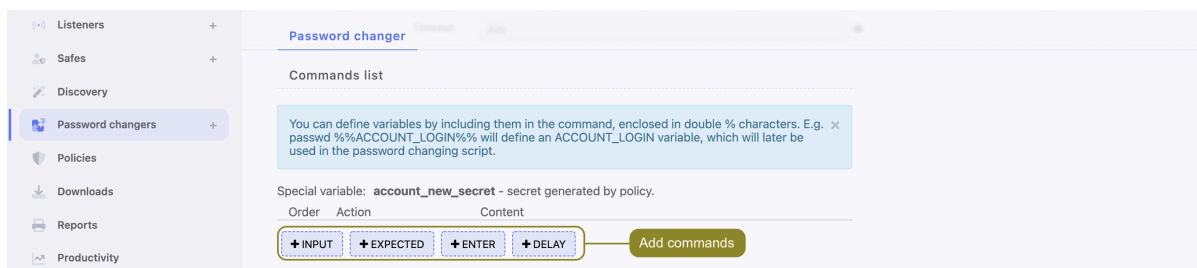 Listeners +
Safes +
Discovery
Password changers +
Policies
Downloads
Reports
Productivity
Timeout
Password changer
Commands list
You can define variables by including them in the command, enclosed in double % characters. E.g. ×
passwd %%ACCOUNT_LOGIN%% will define an ACCOUNT_LOGIN variable, which will later be
used in the password changing script.
Special variable: account_new_secret - secret generated by policy.
Order Action Content
+ INPUT + EXPECTED + ENTER + DELAY Add commands